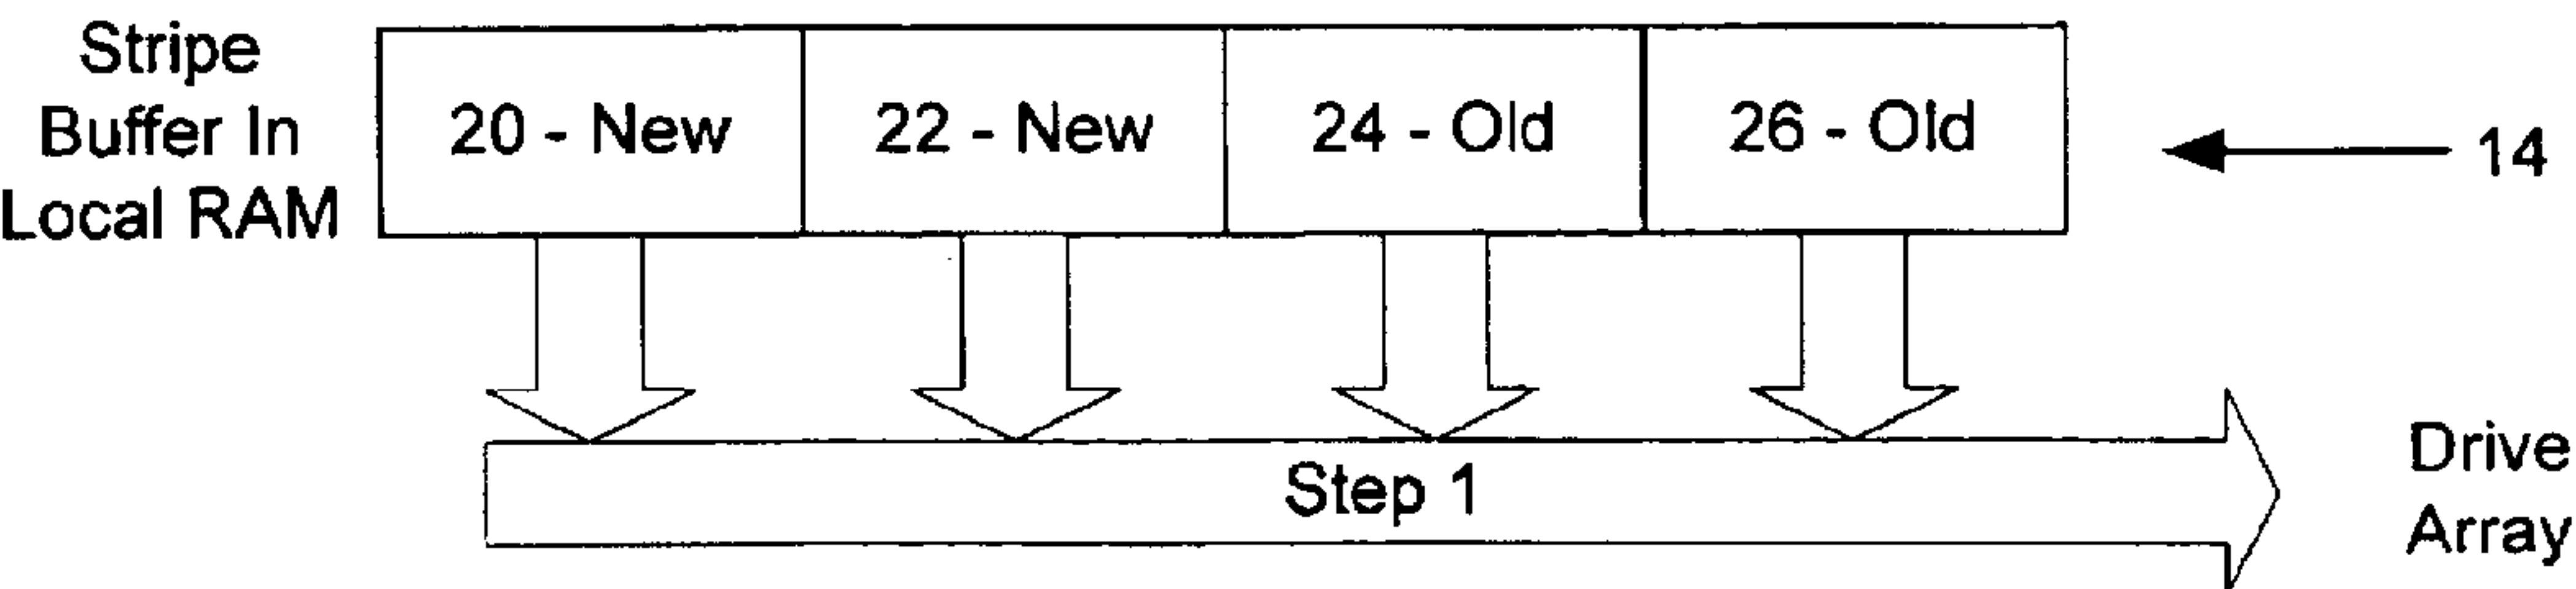 Stripe
Buffer In
Local RAM
20 - New
22 - New
24 - Old
26 - Old
14
Step 1
Drive
Array